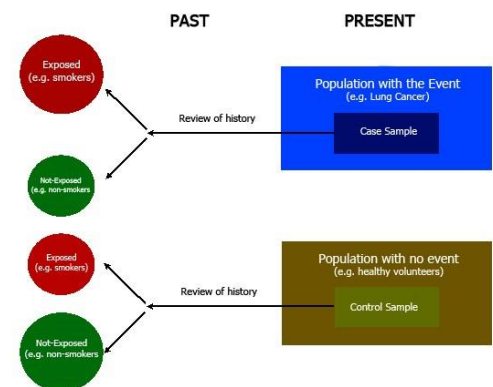 PAST
PRESENT
Exposed
(e.g. smokers)
Population with the Event
(e.g. Lung Cancer)
Review of history
Case Sample
Not-Exposed
(e.g. non-smokers
Exposed
(e.g. smokers)
Population with no event
(e.g. healthy volunteers)
Review of history
Control Sample
Not-Exposed
(e.g. non-smokers